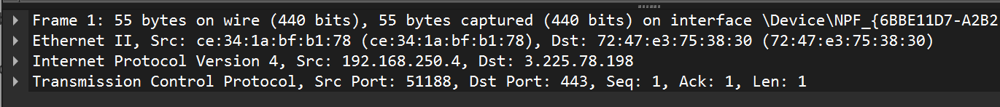 Frame 1: 55 bytes on wire (440 bits), 55 bytes captured (440 bits) on interface \Device\NPF_{6BBE11D7-A2B2
Ethernet II, Src: ce:34:1a:bf:b1:78 (ce:34:1a:bf:b1:78), Dst: 72:47:e3:75:38:30 (72:47:e3:75:38:30)
Internet Protocol Version 4, Src: 192.168.250.4, Dst: 3.225.78.198
Transmission Control Protocol, Src Port: 51188, Dst Port: 443, Seq: 1, Ack: 1, Len: 1